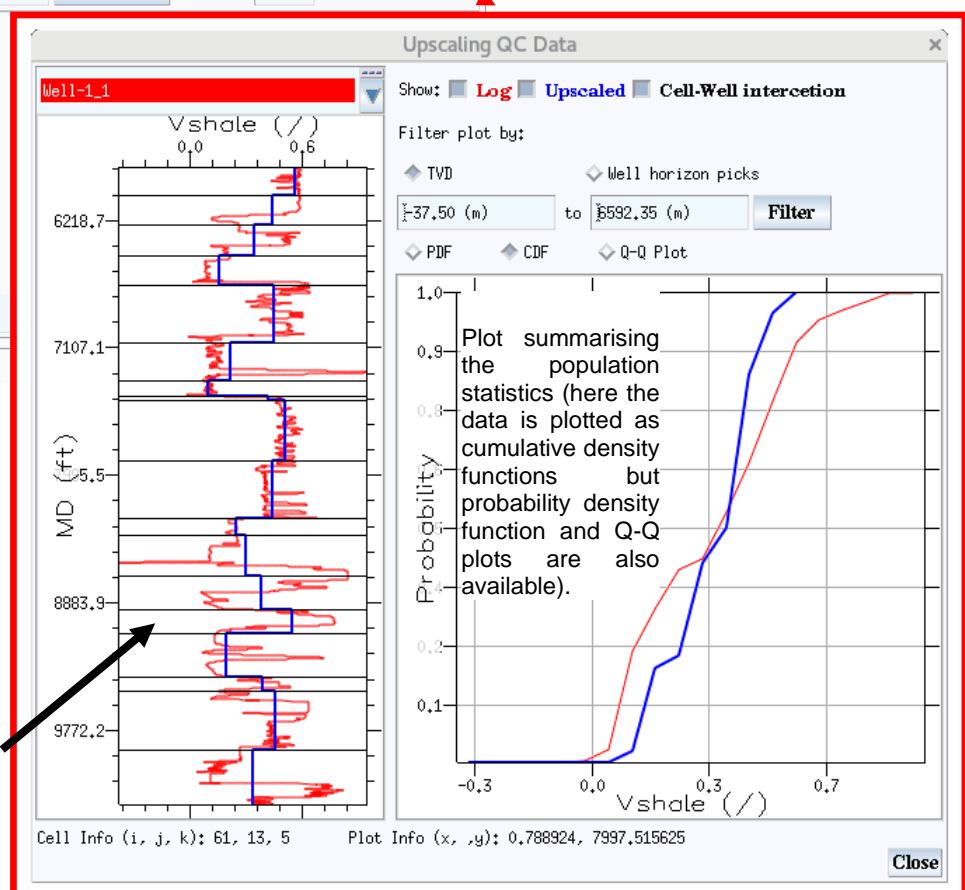 Upscaling QC Data
Well-1_1
Vshale (/)
0.0 0.6
6218.7
7107.1
8883.9
9772.2
MD (ft)
Show: Log Upscaled Cell-Well intercetion
Filter plot by:
TVD Well horizon picks
-37.50 (m) to 6592.35 (m) Filter
PDF CDF Q-Q Plot
1.0
0.9
0.8
0.5
0.2
0.1
Probability
Plot summarising
the population
statistics (here the
data is plotted as
cumulative density
functions but
probability density
function and Q-Q
plots are also
available).
-0.3 0.0 0.3 0.7
Vshale (/)
Cell Info (i, j, k): 61, 13, 5 Plot Info (x, ,y): 0.788924, 7997.515625
Close